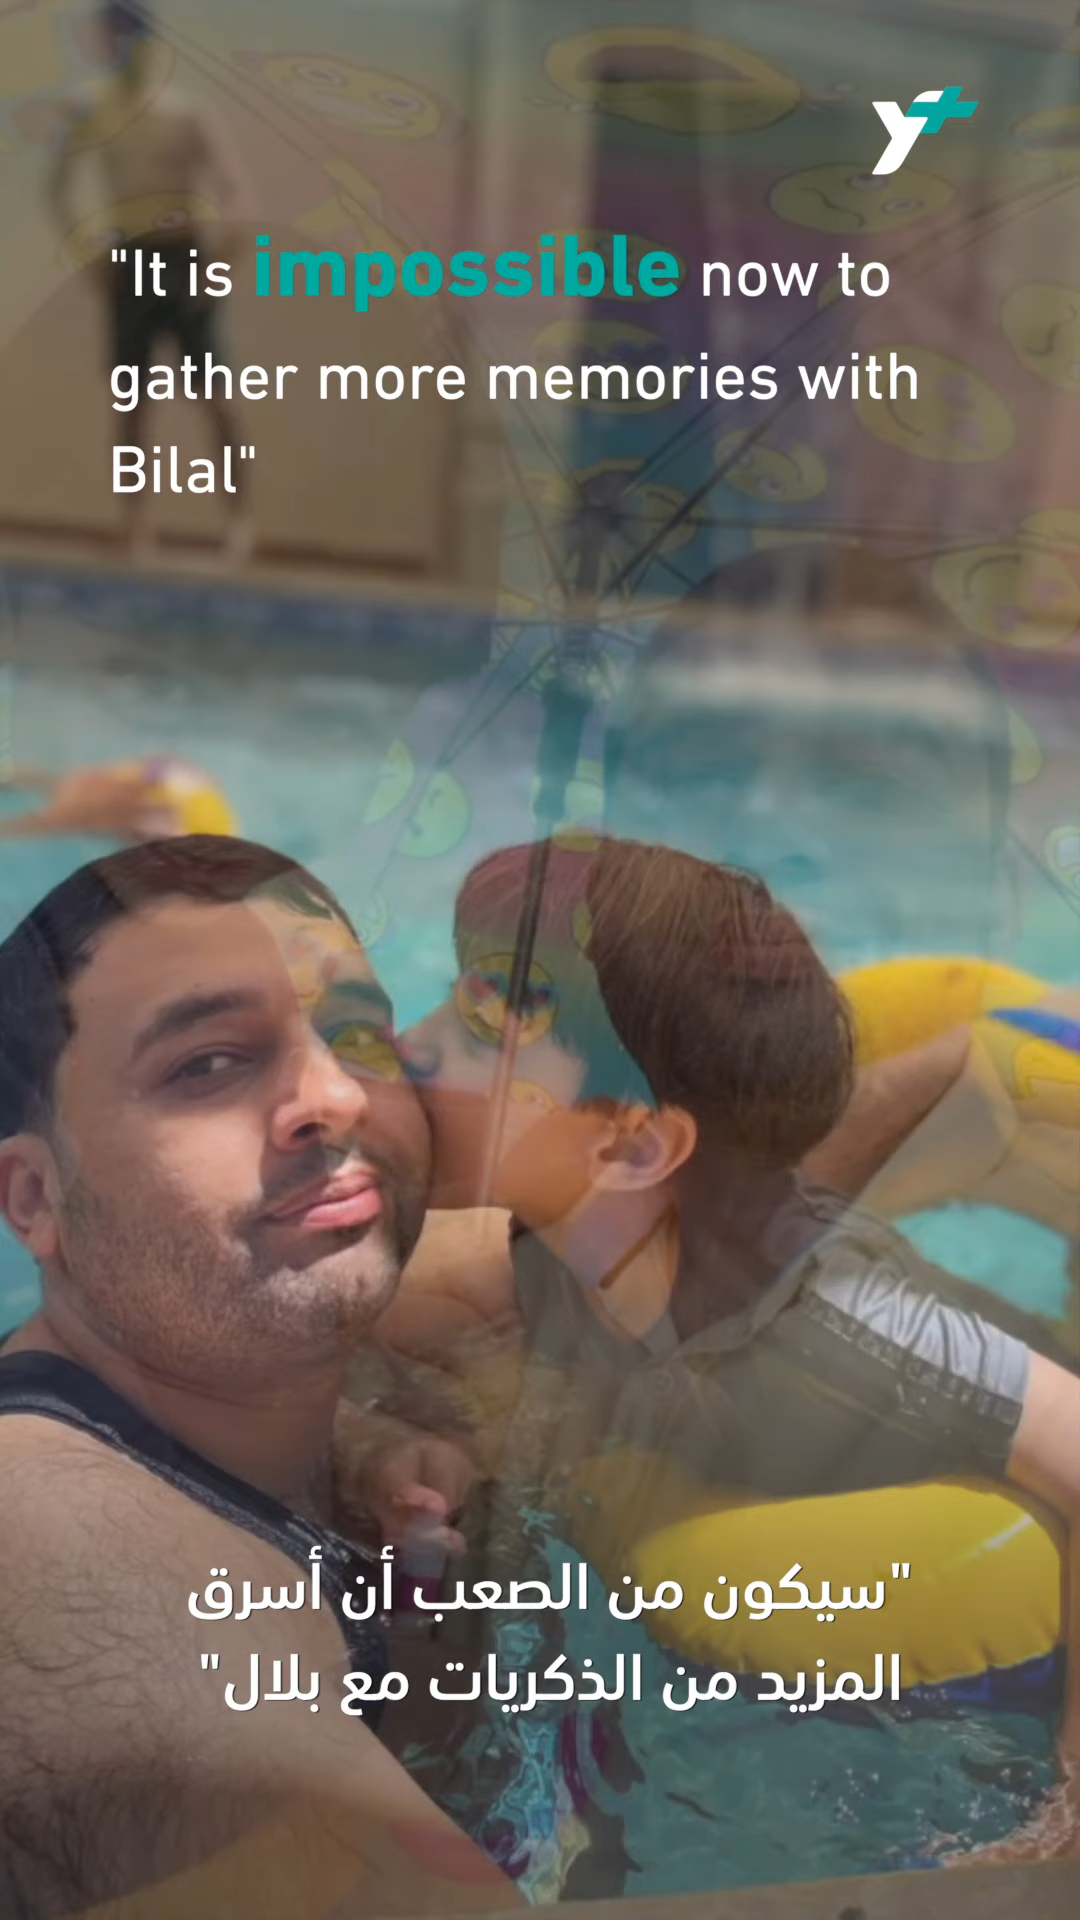 y+
"It is impossible now to
gather more memories with
Bilal"
"سيكون من الصعب أن أسرق
المزيد من الذكريات مع بلال"